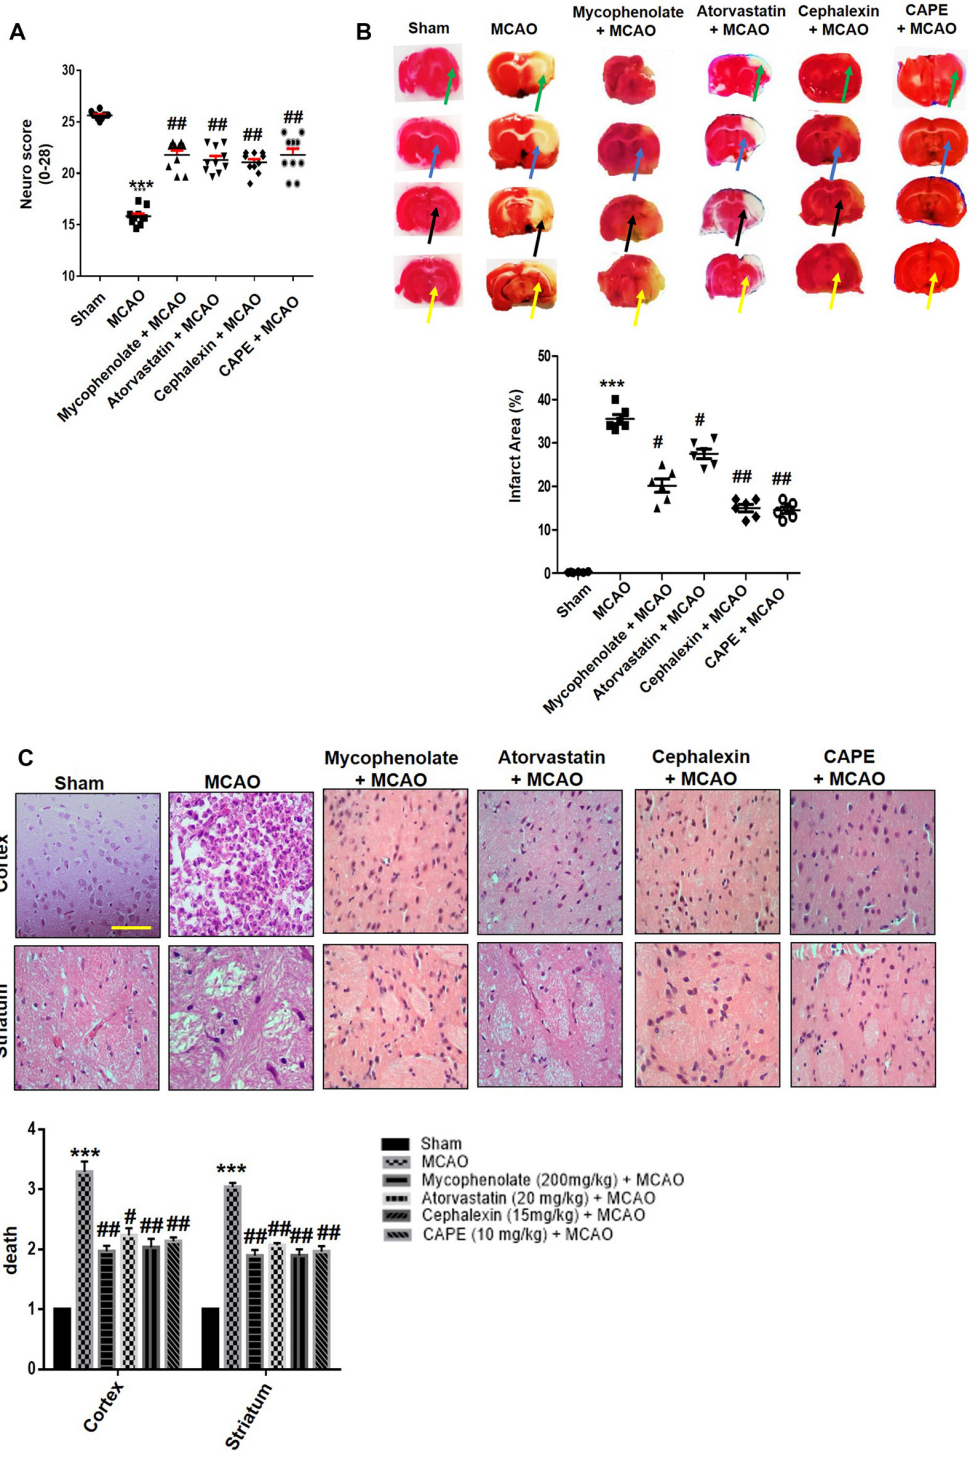 A
Neuro score
(0-28)
30
25
20
15
10
***
##
##
##
##
Sham
MCAO
Mycophenolate + MCAO
Atorvastatin + MCAO
Cephalexin + MCAO
CAPE + MCAO
B
Sham
MCAO
Mycophenolate
+ MCAO
Atorvastatin
+ MCAO
Cephalexin
+ MCAO
CAPE
+ MCAO
Infarct Area (%)
50
40
30
20
10
0
***
#
#
##
##
Sham
MCAO
Mycophenolate + MCAO
Atorvastatin + MCAO
Cephalexin + MCAO
CAPE + MCAO
C
Sham
MCAO
Mycophenolate
+ MCAO
Atorvastatin
+ MCAO
Cephalexin
+ MCAO
CAPE
+ MCAO
Cortex
Striatum
death
4
3
2
1
0
***
##
#
##
##
***
##
##
##
##
Cortex
Striatum
Sham
MCAO
Mycophenolate (200mg/kg) + MCAO
Atorvastatin (20 mg/kg) + MCAO
Cephalexin (15mg/kg) + MCAO
CAPE (10 mg/kg) + MCAO